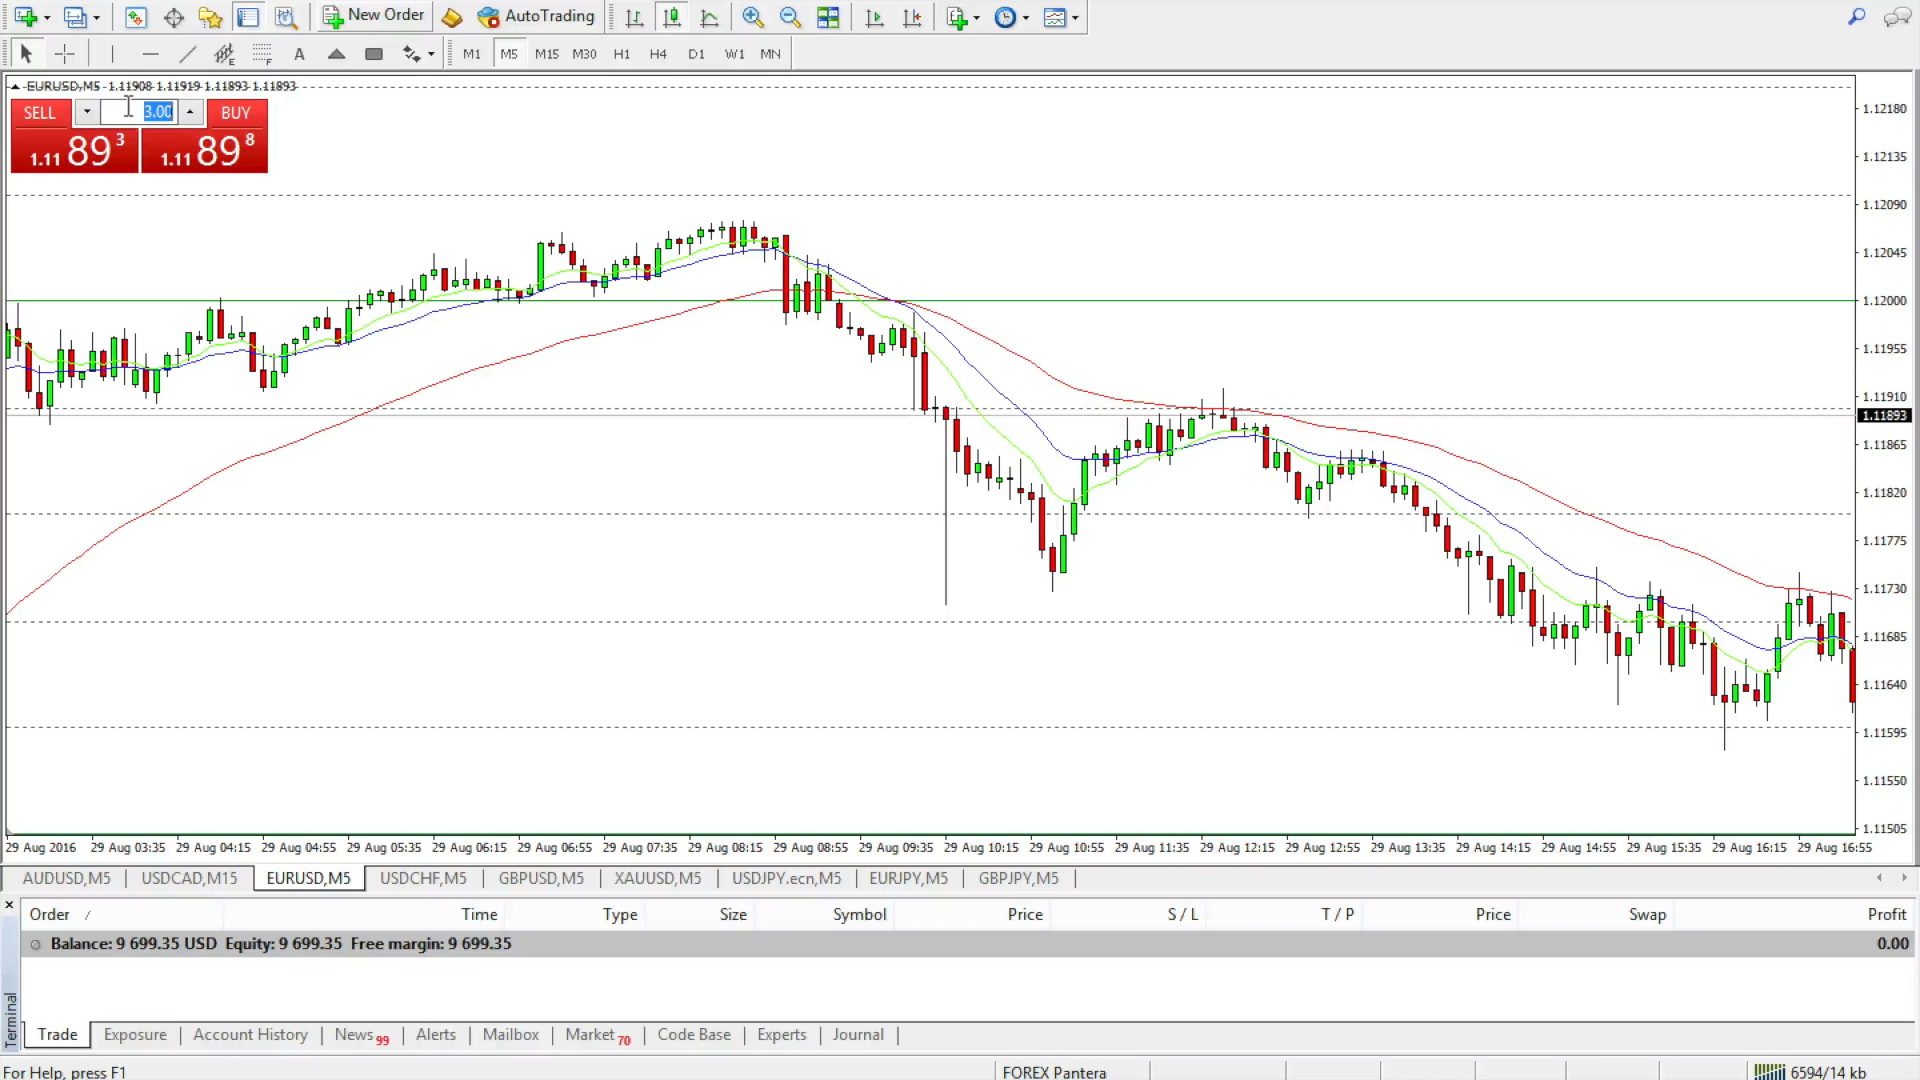 New Order AutoTrading
A M1 M5 M15 M30 H1 H4 D1 W1 MN
EURUSD,M5 1.11908 1.11919 1.11893 1.11893
SELL 3.00 BUY
1.11 89 3 1.11 89 8
1.12180
1.12135
1.12090
1.12045
1.12000
1.11955
1.11910
1.11893
1.11865
1.11820
1.11775
1.11730
1.11685
1.11640
1.11595
1.11550
1.11505
29 Aug 2016 29 Aug 03:35 29 Aug 04:15 29 Aug 04:55 29 Aug 05:35 29 Aug 06:15 29 Aug 06:55 29 Aug 07:35 29 Aug 08:15 29 Aug 08:55 29 Aug 09:35 29 Aug 10:15 29 Aug 10:55 29 Aug 11:35 29 Aug 12:15 29 Aug 12:55 29 Aug 13:35 29 Aug 14:15 29 Aug 14:55 29 Aug 15:35 29 Aug 16:15 29 Aug 16:55
AUDUSD,M5 USDCAD,M15 EURUSD,M5 USDCHF,M5 GBPUSD,M5 XAUUSD,M5 USDJPY.ecn,M5 EURJPY,M5 GBPJPY,M5
Order / Time Type Size Symbol Price S / L T / P Price Swap Profit
Balance: 9 699.35 USD Equity: 9 699.35 Free margin: 9 699.35 0.00
Terminal
Trade Exposure Account History News 99 Alerts Mailbox Market 70 Code Base Experts Journal
For Help, press F1 FOREX Pantera 6594/14 kb